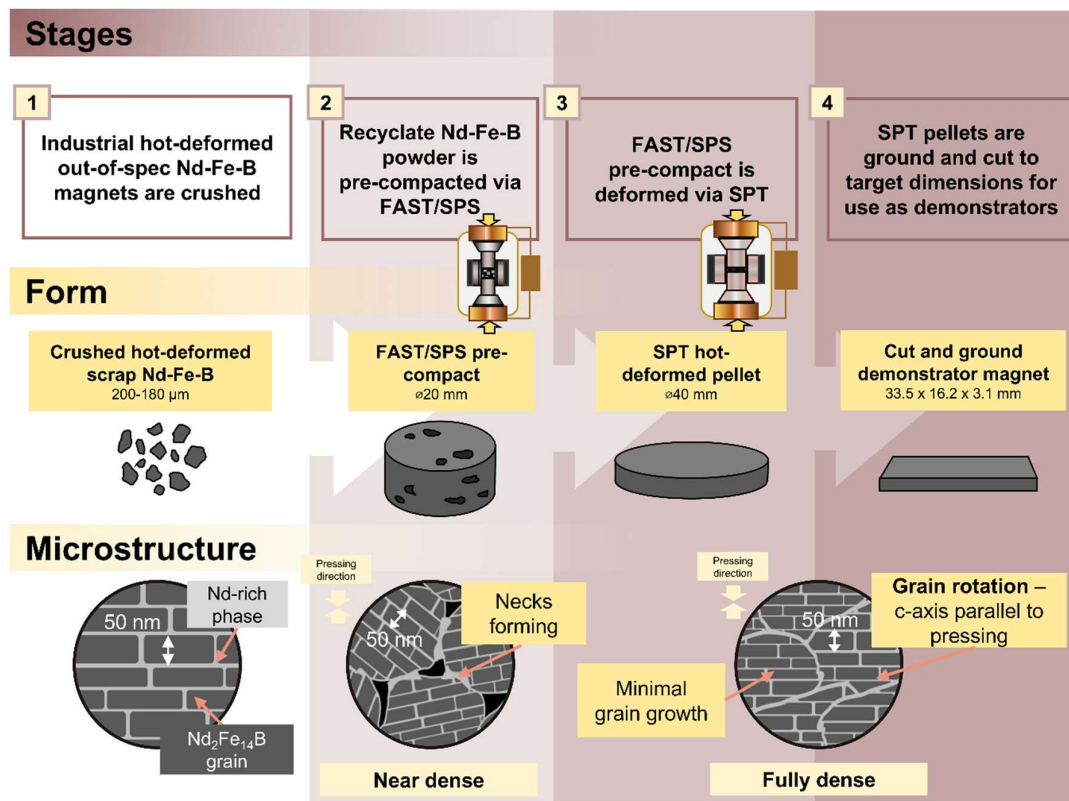 Stages
1
Industrial hot-deformed
out-of-spec Nd-Fe-B
magnets are crushed
2
Recyclate Nd-Fe-B
powder is
pre-compacted via
FAST/SPS
3
FAST/SPS
pre-compact is
deformed via SPT
4
SPT pellets are
ground and cut to
target dimensions for
use as demonstrators
Form
Crushed hot-deformed
scrap Nd-Fe-B
200-180 μm
FAST/SPS pre-
compact
⌀20 mm
SPT hot-
deformed pellet
⌀40 mm
Cut and ground
demonstrator magnet
33.5 x 16.2 x 3.1 mm
Microstructure
Nd-rich
phase
50 nm
Nd₂Fe₁₄B
grain
Pressing
direction
50 nm
Necks
forming
Near dense
Pressing
direction
50 nm
Grain rotation –
c-axis parallel to
pressing
Minimal
grain growth
Fully dense